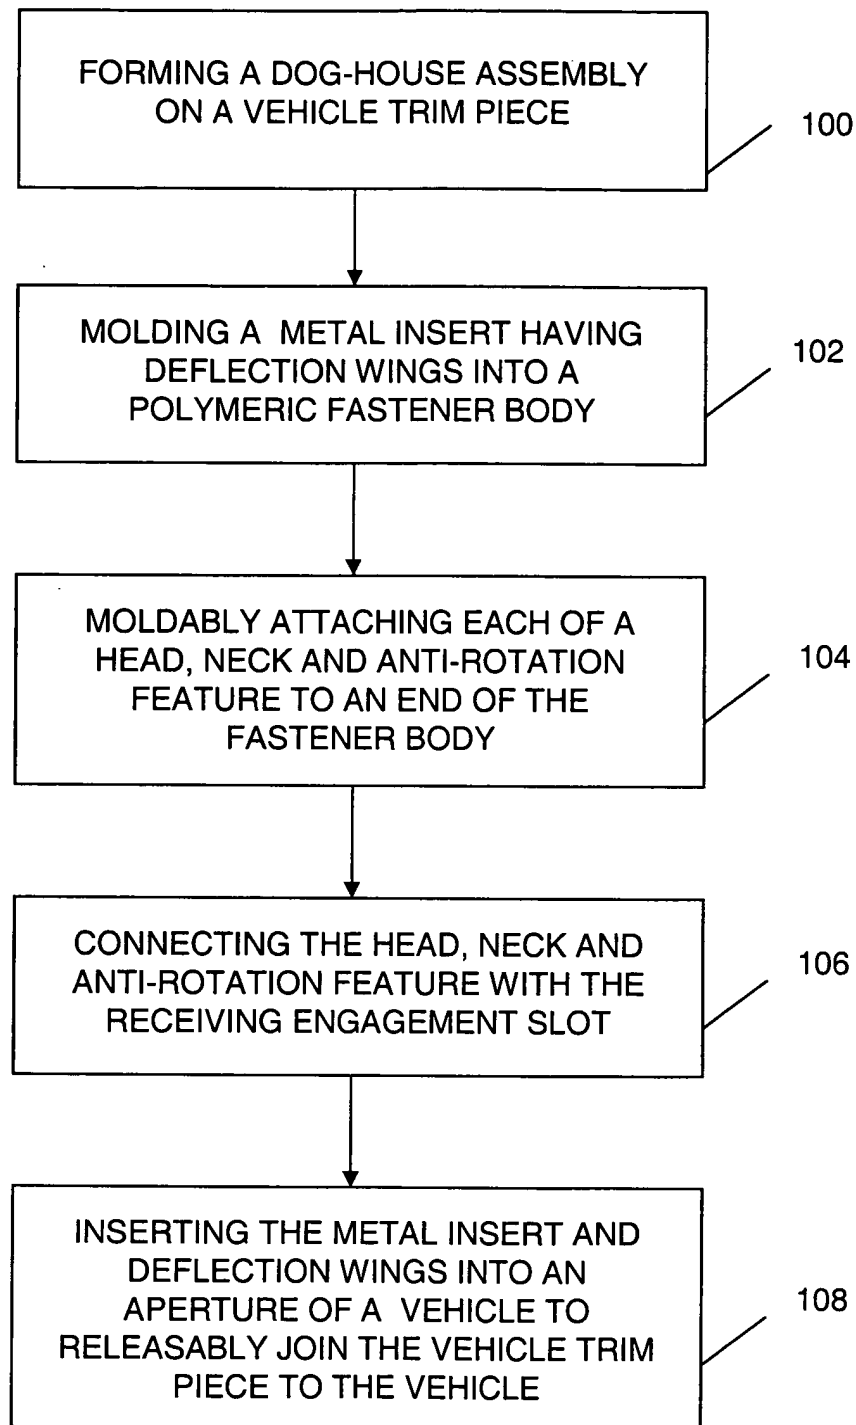 FORMING A DOG-HOUSE ASSEMBLY
ON A VEHICLE TRIM PIECE
100
MOLDING A METAL INSERT HAVING
DEFLECTION WINGS INTO A
POLYMERIC FASTENER BODY
102
MOLDABLY ATTACHING EACH OF A
HEAD, NECK AND ANTI-ROTATION
FEATURE TO AN END OF THE
FASTENER BODY
104
CONNECTING THE HEAD, NECK AND
ANTI-ROTATION FEATURE WITH THE
RECEIVING ENGAGEMENT SLOT
106
INSERTING THE METAL INSERT AND
DEFLECTION WINGS INTO AN
APERTURE OF A VEHICLE TO
RELEASABLY JOIN THE VEHICLE TRIM
PIECE TO THE VEHICLE
108